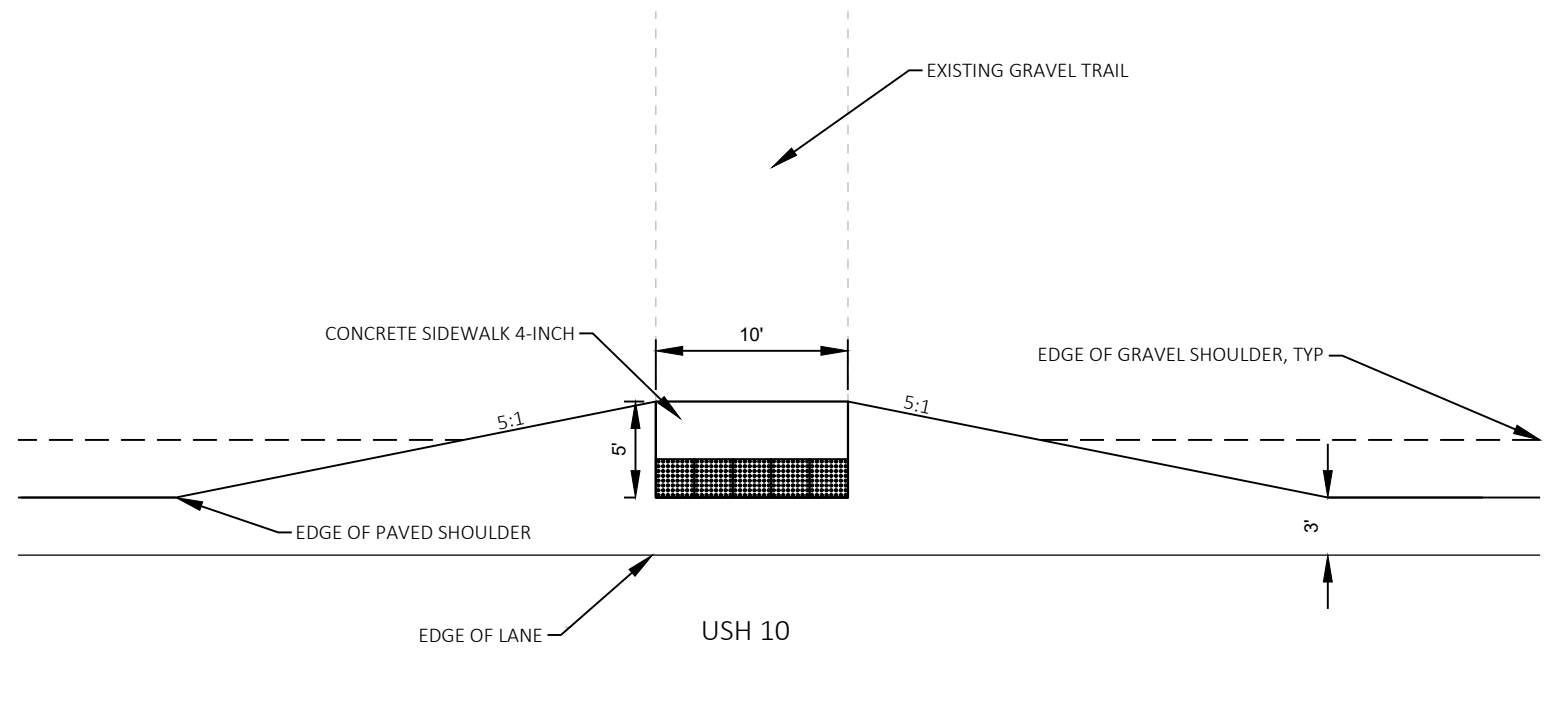 EXISTING GRAVEL TRAIL
CONCRETE SIDEWALK 4-INCH
10'
EDGE OF GRAVEL SHOULDER, TYP
5:1
5:1
5'
EDGE OF PAVED SHOULDER
3'
EDGE OF LANE
USH 10